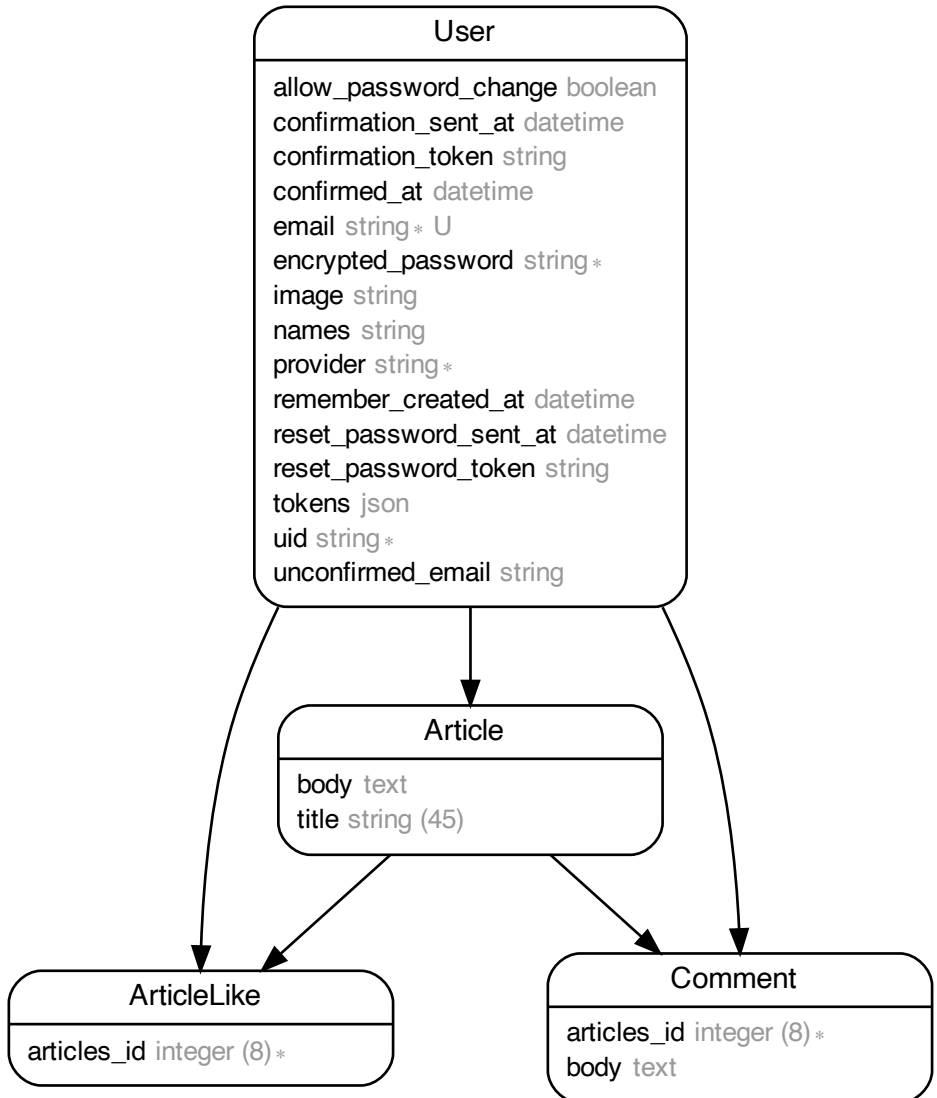 User
allow_password_change boolean
confirmation_sent_at datetime
confirmation_token string
confirmed_at datetime
email string∗ U
encrypted_password string∗
image string
names string
provider string∗
remember_created_at datetime
reset_password_sent_at datetime
reset_password_token string
tokens json
uid string∗
unconfirmed_email string
Article
body text
title string (45)
ArticleLike
articles_id integer (8)∗
Comment
articles_id integer (8)∗
body text